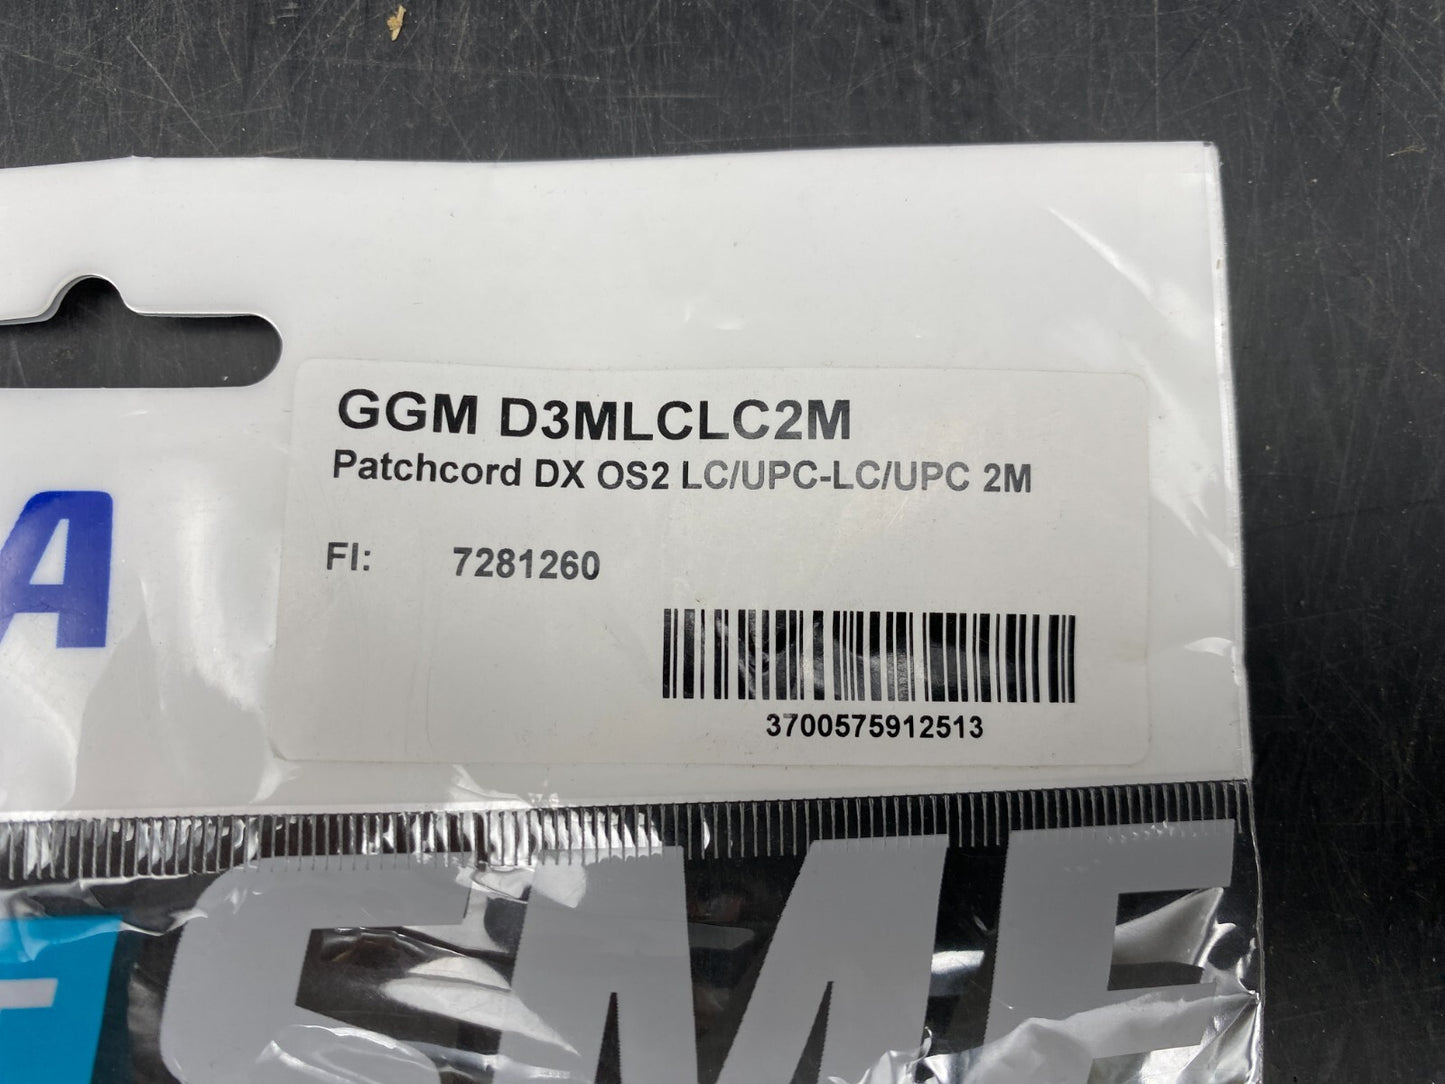 GGM D3MLCLC2M
Patchcord DX OS2 LC/UPC-LC/UPC 2M
FI: 7281260
3700575912513
A